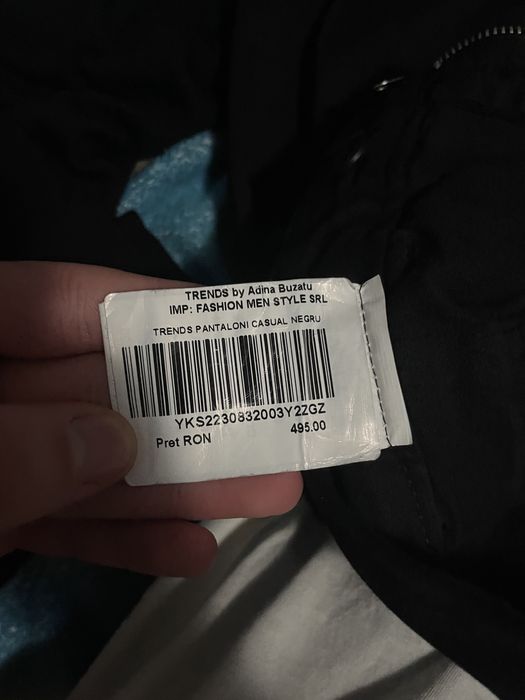 TRENDS by Adina Buzatu
IMP: FASHION MEN STYLE SRL
TRENDS PANTALONI CASUAL NEGRU
YKS2230832003Y2ZGZ
Pret RON 495.00